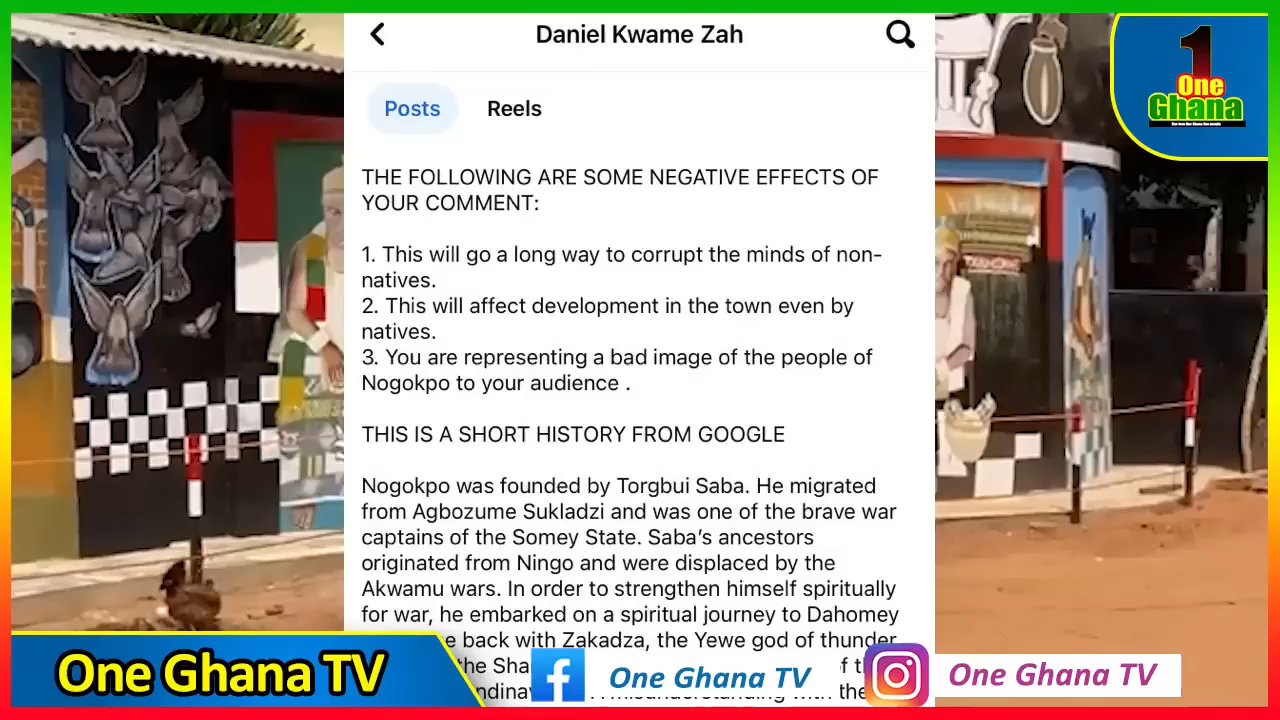 Daniel Kwame Zah
Posts
Reels
THE FOLLOWING ARE SOME NEGATIVE EFFECTS OF
YOUR COMMENT:
1. This will go a long way to corrupt the minds of non-
natives.
2. This will affect development in the town even by
natives.
3. You are representing a bad image of the people of
Nogokpo to your audience .
THIS IS A SHORT HISTORY FROM GOOGLE
Nogokpo was founded by Torgbui Saba. He migrated
from Agbozume Sukladzi and was one of the brave war
captains of the Somey State. Saba’s ancestors
originated from Ningo and were displaced by the
Akwamu wars. In order to strengthen himself spiritually
for war, he embarked on a spiritual journey to Dahomey
back with Zakadza, the Yewe god of thunder,
the
the
1
One
Ghana
One Ghana TV
One Ghana TV
One Ghana TV